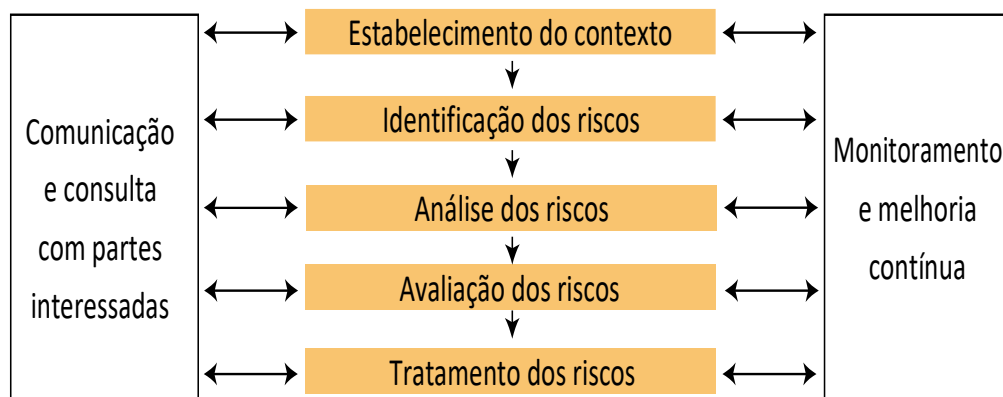 Estabelecimento do contexto
Identificação dos riscos
Análise dos riscos
Avaliação dos riscos
Tratamento dos riscos
Comunicação
e consulta
com partes
interessadas
Monitoramento
e melhoria
contínua